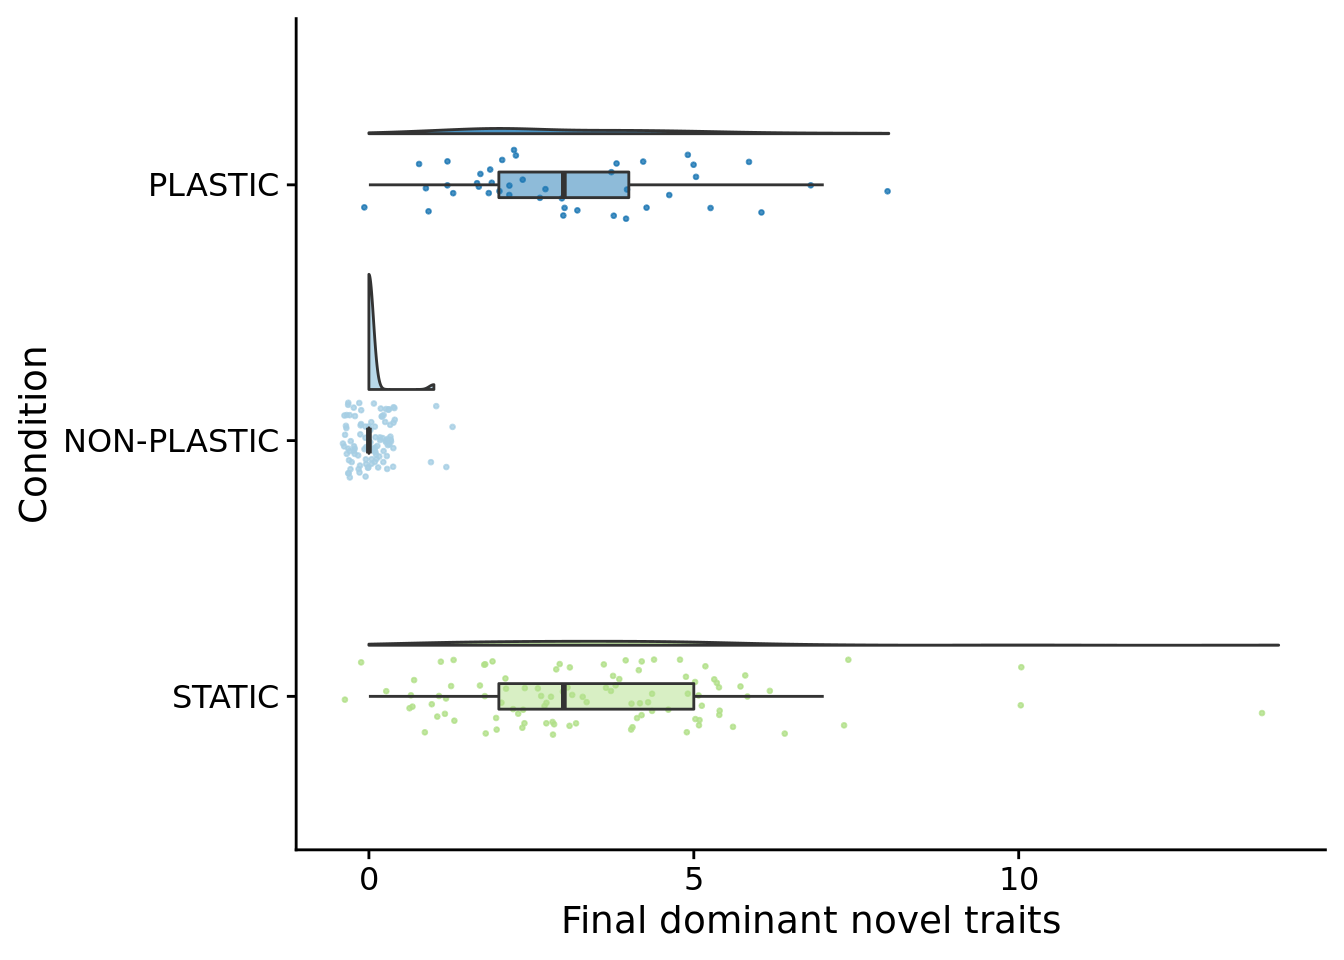 Condition
PLASTIC
NON-PLASTIC
STATIC
0 5 10
Final dominant novel traits